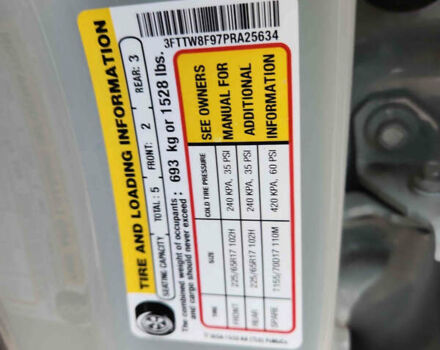 3FTTW8F97PRA25634
TIRE AND LOADING INFORMATION
SEATING CAPACITY TOTAL: 5 FRONT: 2 REAR: 3
The combined weight of occupants
and cargo should never exceed : 693 kg or 1528 lbs.
TIRE SIZE COLD TIRE PRESSURE
FRONT 225/65R17 102H 240 KPA, 35 PSI
REAR 225/65R17 102H 240 KPA, 35 PSI
SPARE T155/70D17 110M 420 KPA, 60 PSI
SEE OWNERS
MANUAL FOR
ADDITIONAL
INFORMATION